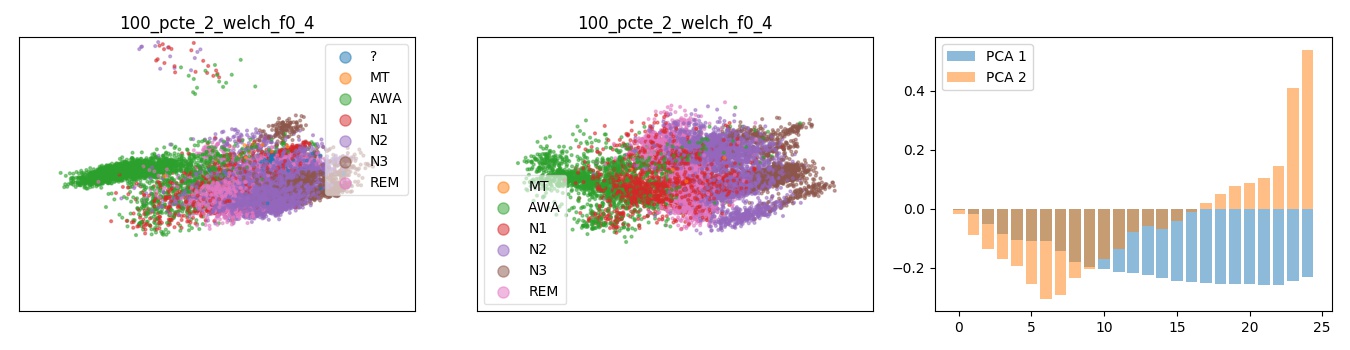 100_pcte_2_welch_f0_4
?
MT
AWA
N1
N2
N3
REM
100_pcte_2_welch_f0_4
MT
AWA
N1
N2
N3
REM
PCA 1
PCA 2
0.4
0.2
0.0
−0.2
0 5 10 15 20 25